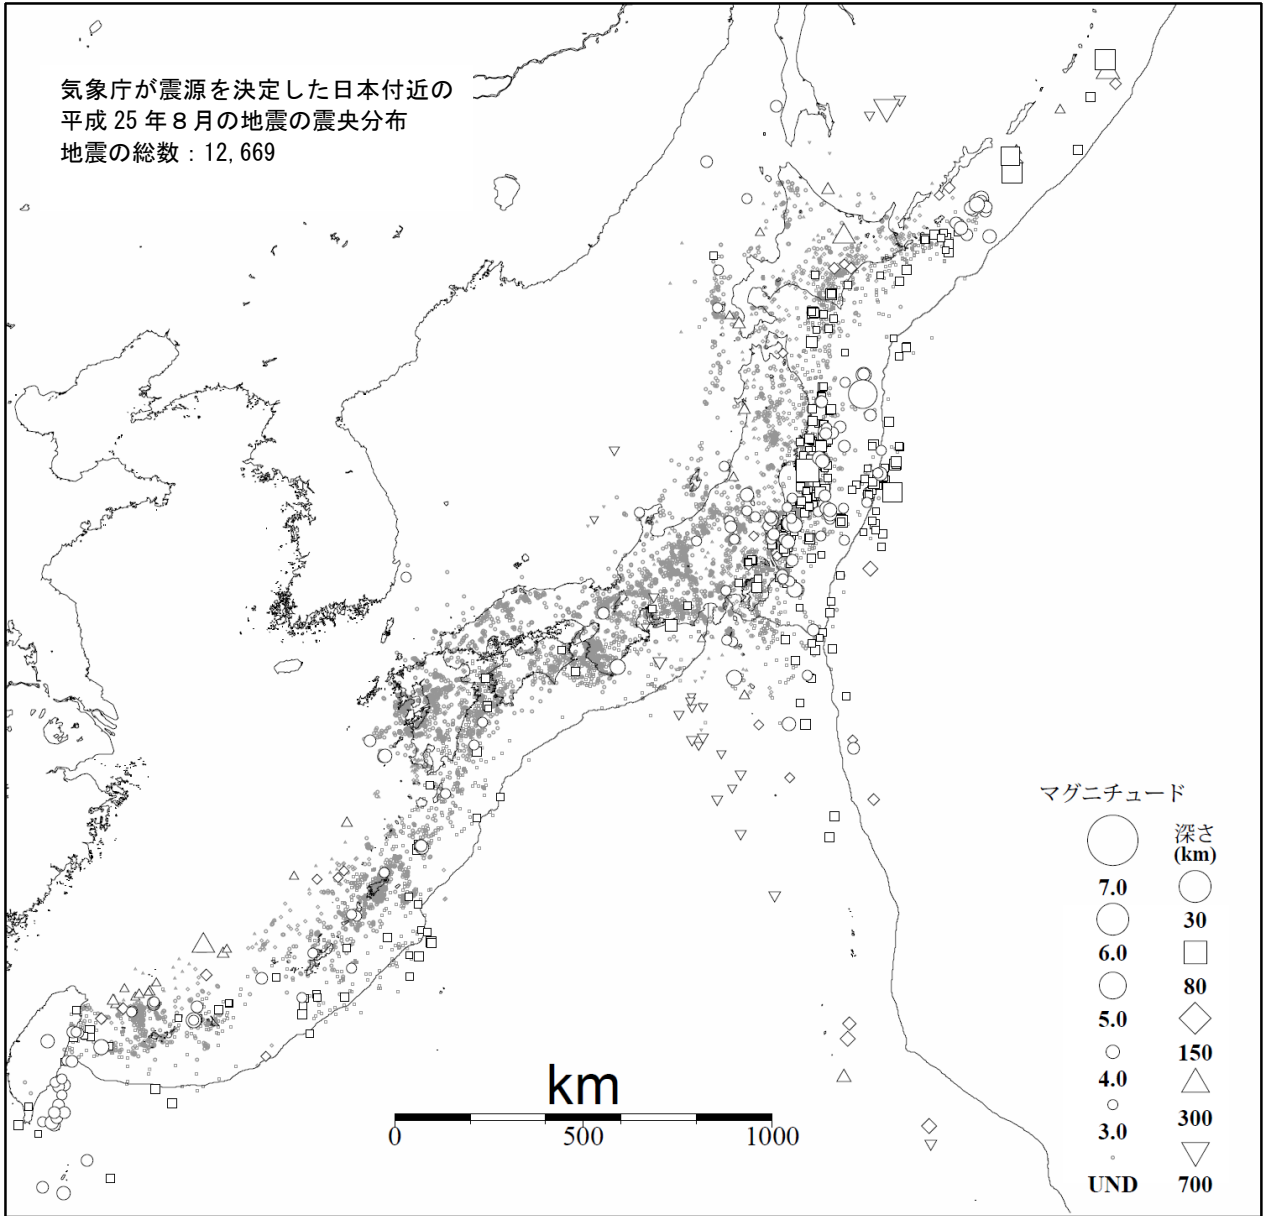 気象庁が震源を決定した日本付近の
平成 25 年８月の地震の震央分布
地震の総数：12,669
マグニチュード
深さ
(km)
7.0
30
6.0
80
5.0
150
4.0
300
3.0
UND 700
km
0 500 1000